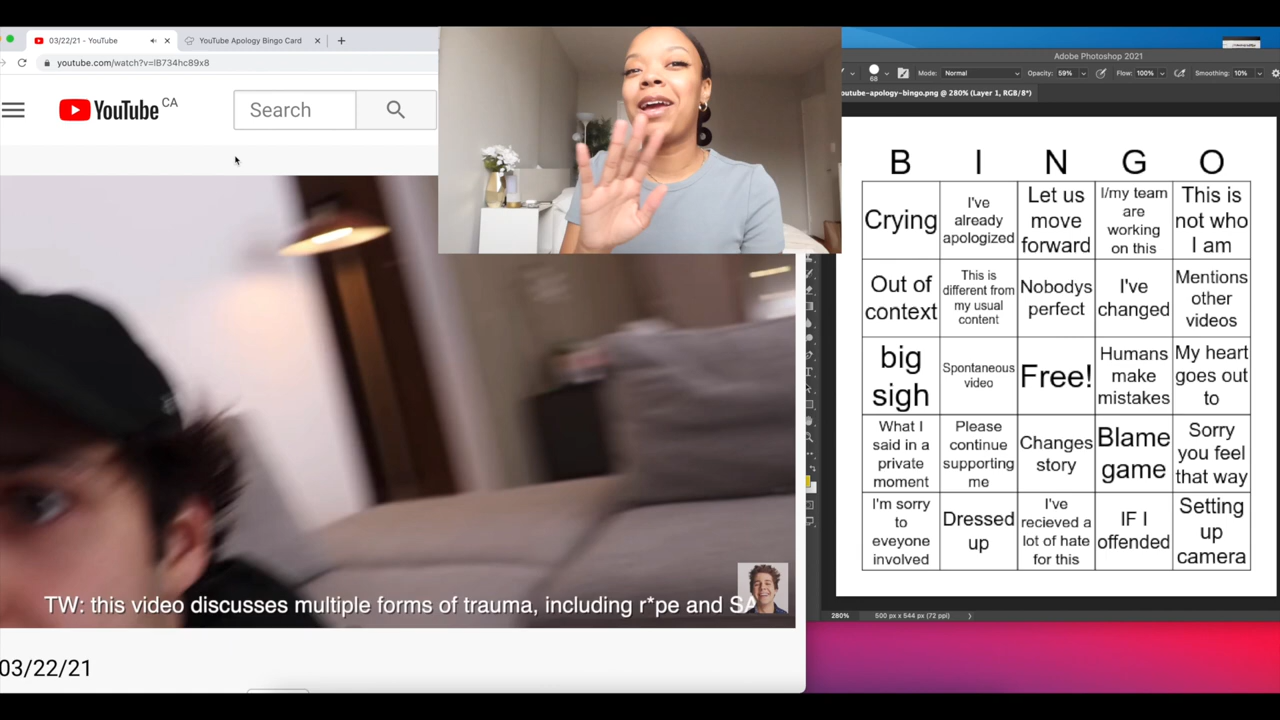 03/22/21 - YouTube
YouTube Apology Bingo Card
youtube.com/watch?v=lB734hc89x8
YouTube CA
Search
TW: this video discusses multiple forms of trauma, including r*pe and SA
03/22/21
Adobe Photoshop 2021
68
Mode: Normal
Opacity: 59%
Flow: 100%
Smoothing: 10%
outube-apology-bingo.png @ 280% (Layer 1, RGB/8*)
B I N G O
Crying
I've
already
apologized
Let us
move
forward
I/my team
are
working
on this
This is
not who
I am
Out of
context
This is
different from
my usual
content
Nobodys
perfect
I've
changed
Mentions
other
videos
big
sigh
Spontaneous
video
Free!
Humans
make
mistakes
My heart
goes out
to
What I
said in a
private
moment
Please
continue
supporting
me
Changes
story
Blame
game
Sorry
you feel
that way
I'm sorry
to
eveyone
involved
Dressed
up
I've
recieved a
lot of hate
for this
IF I
offended
Setting
up
camera
280%
500 px x 544 px (72 ppi)